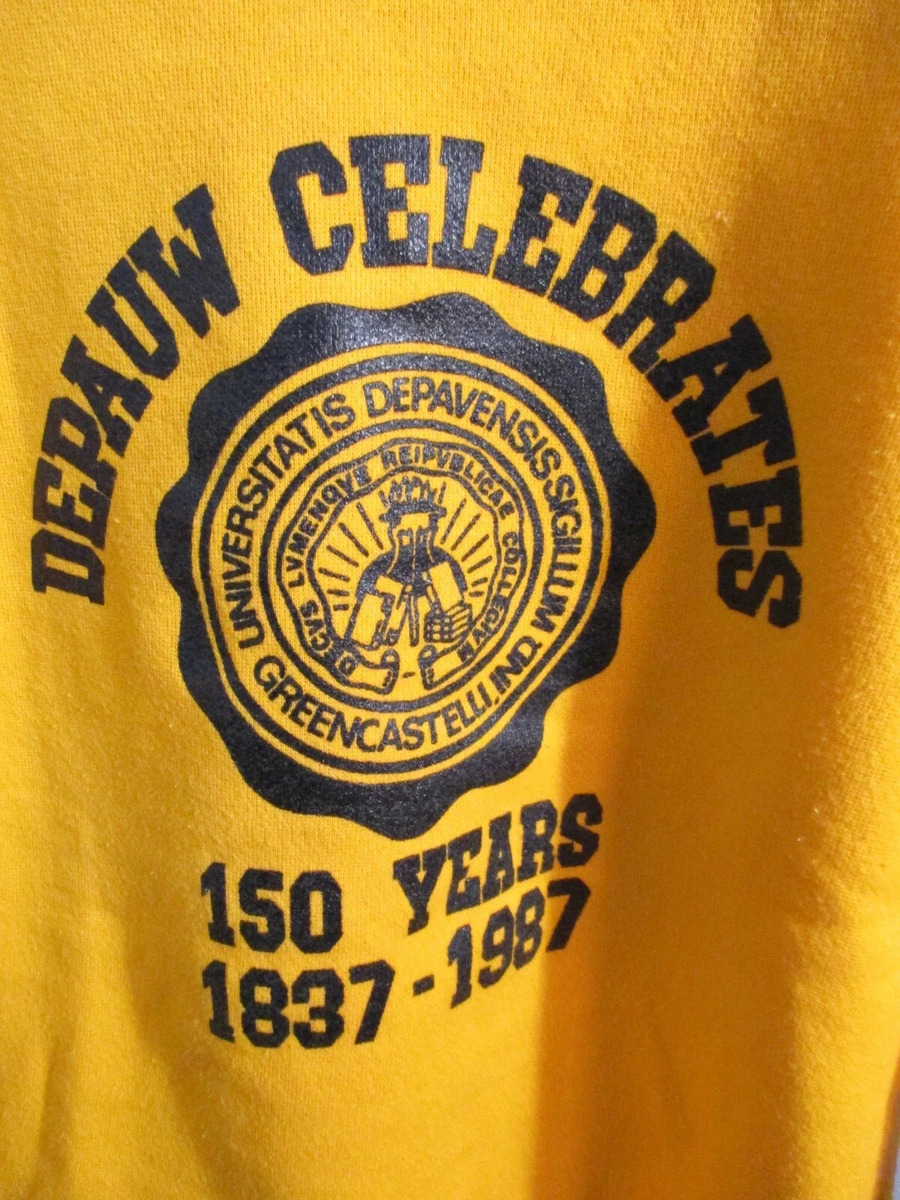 DEPAUW CELEBRATES
UNIVERSITATIS DEPAVENSIS·SIGILLUM
GREENCASTELLI, IND.
DECVS LVMENQVE REIPVBLICAE COLLEGIVM
150 YEARS
1837-1987